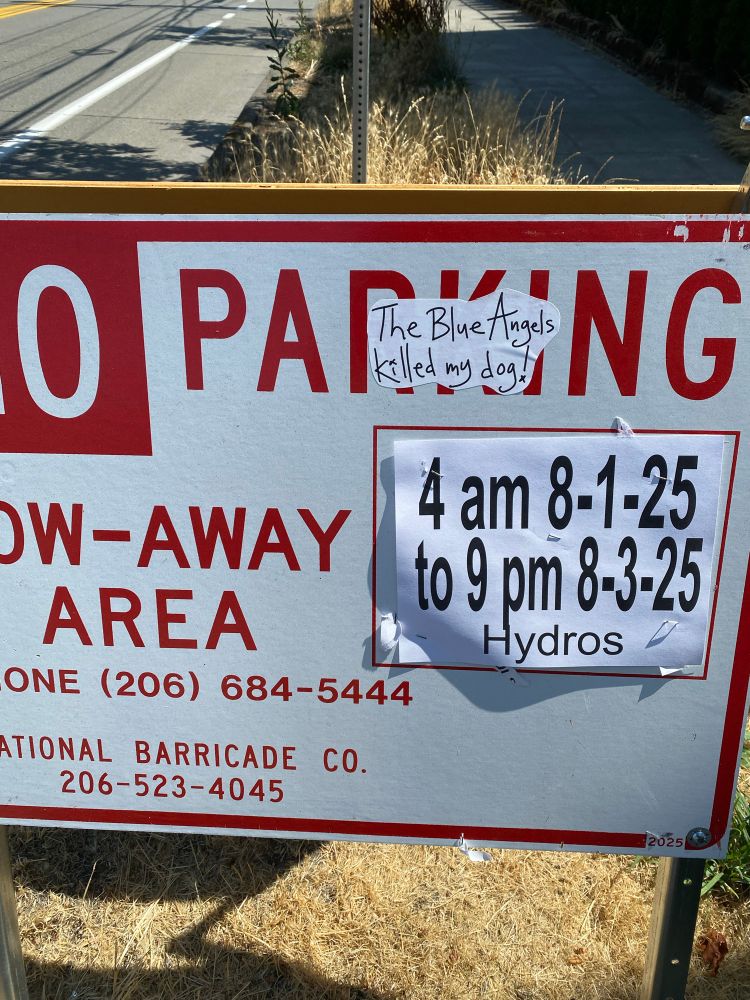 NO PARKING
The Blue Angels
killed my dog!
4 am 8-1-25
to 9 pm 8-3-25
Hydros
OW-AWAY
AREA
ONE (206) 684-5444
ATIONAL BARRICADE CO.
206-523-4045
2025